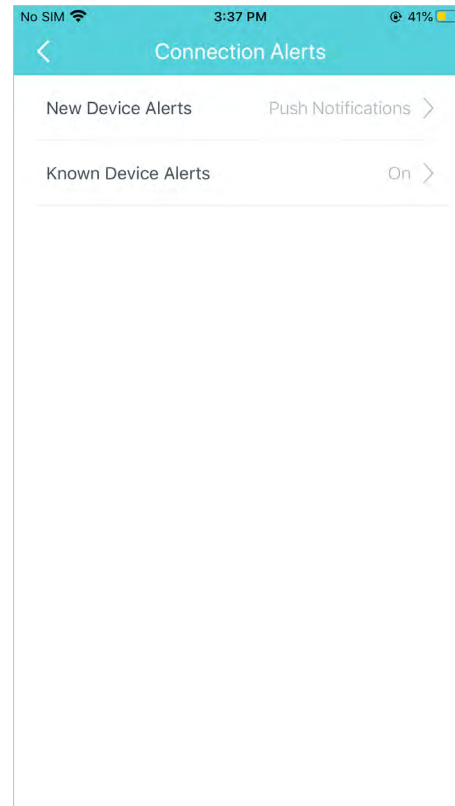 No SIM 3:37 PM 41%
Connection Alerts
New Device Alerts Push Notifications
Known Device Alerts On